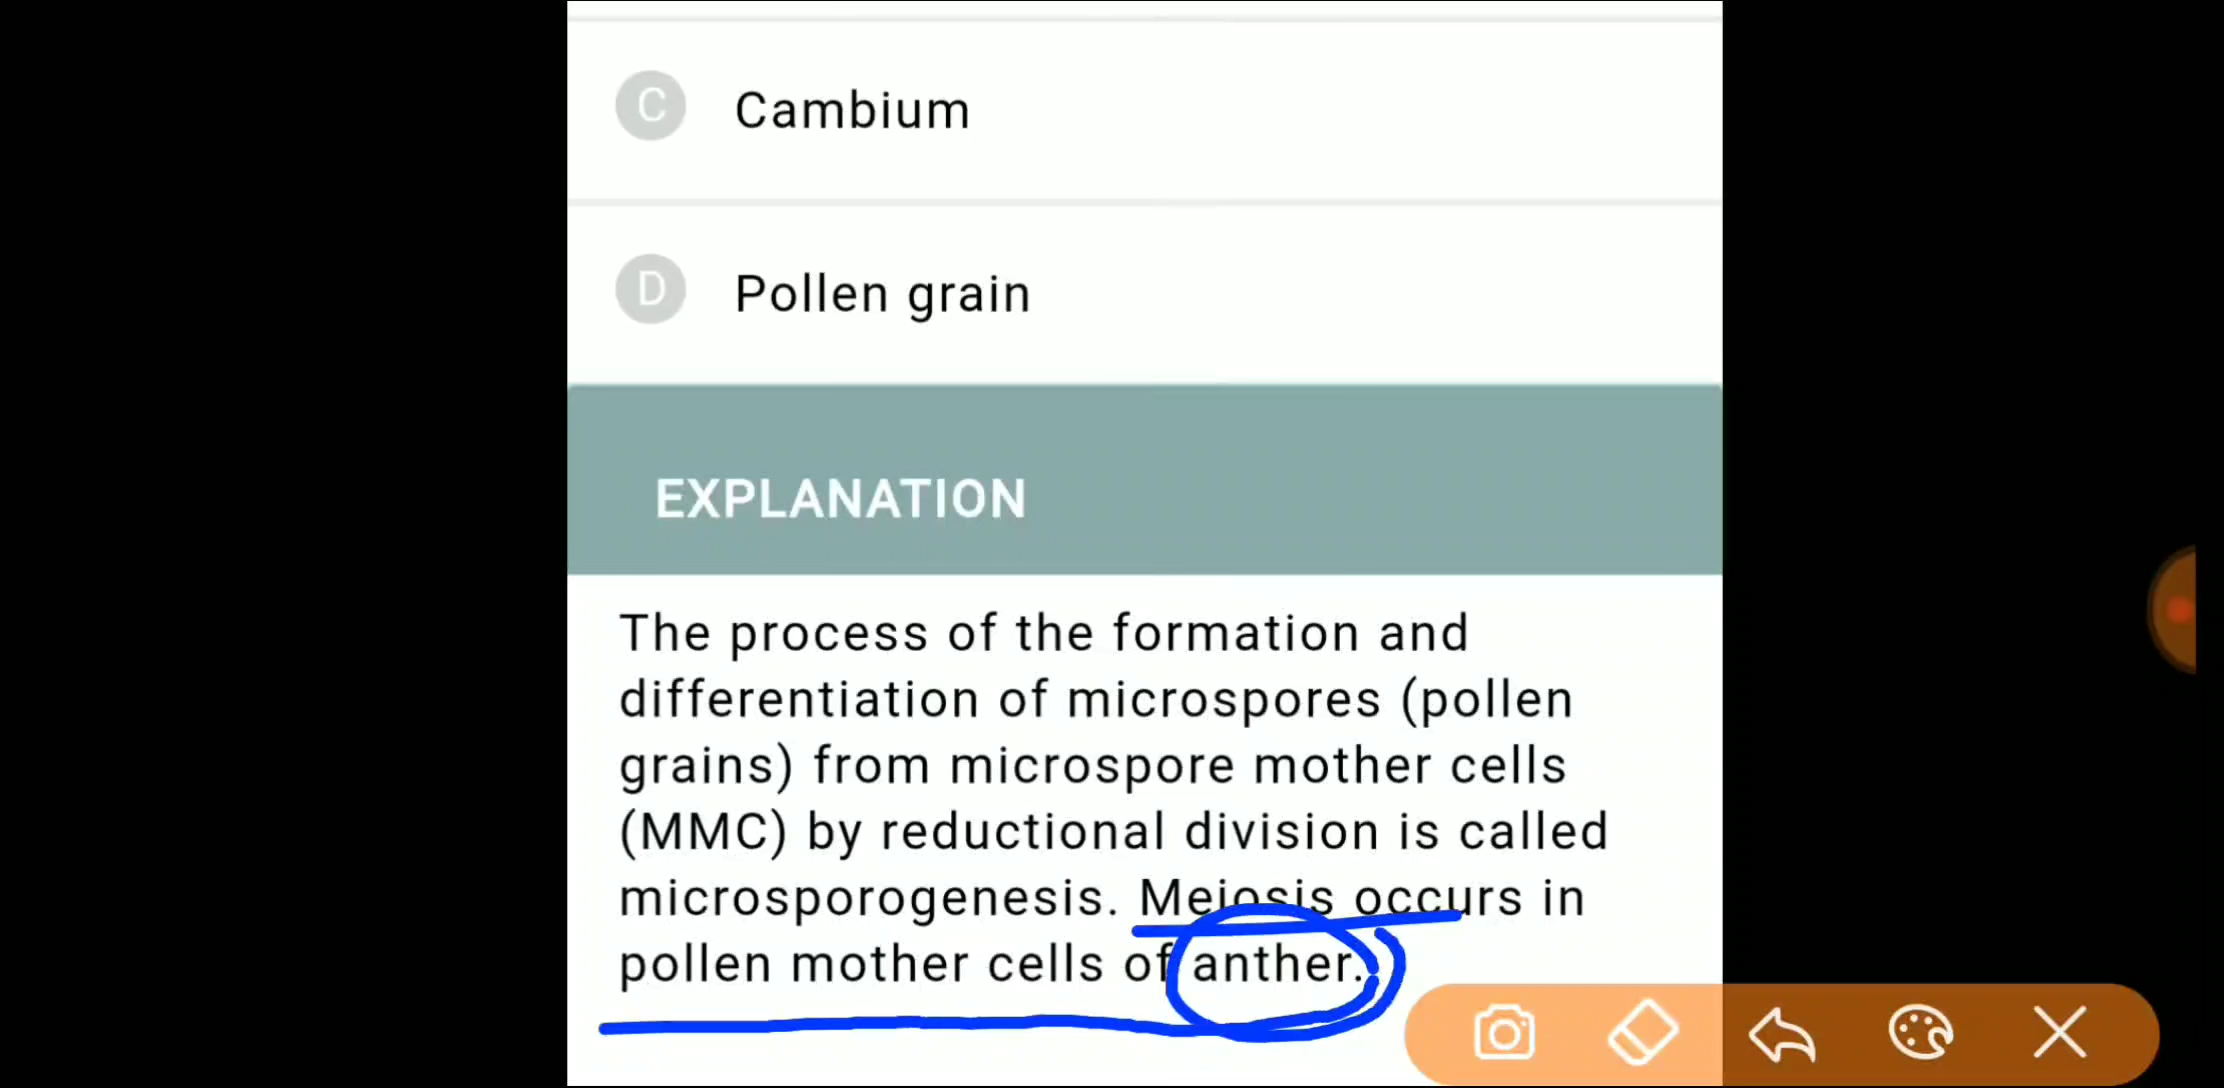 C Cambium
D Pollen grain
EXPLANATION
The process of the formation and
differentiation of microspores (pollen
grains) from microspore mother cells
(MMC) by reductional division is called
microsporogenesis. Meiosis occurs in
pollen mother cells of anther.